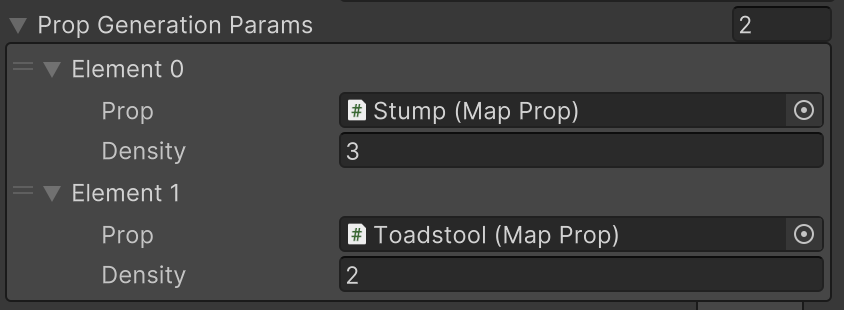 Prop Generation Params 2
Element 0
Prop # Stump (Map Prop)
Density 3
Element 1
Prop # Toadstool (Map Prop)
Density 2